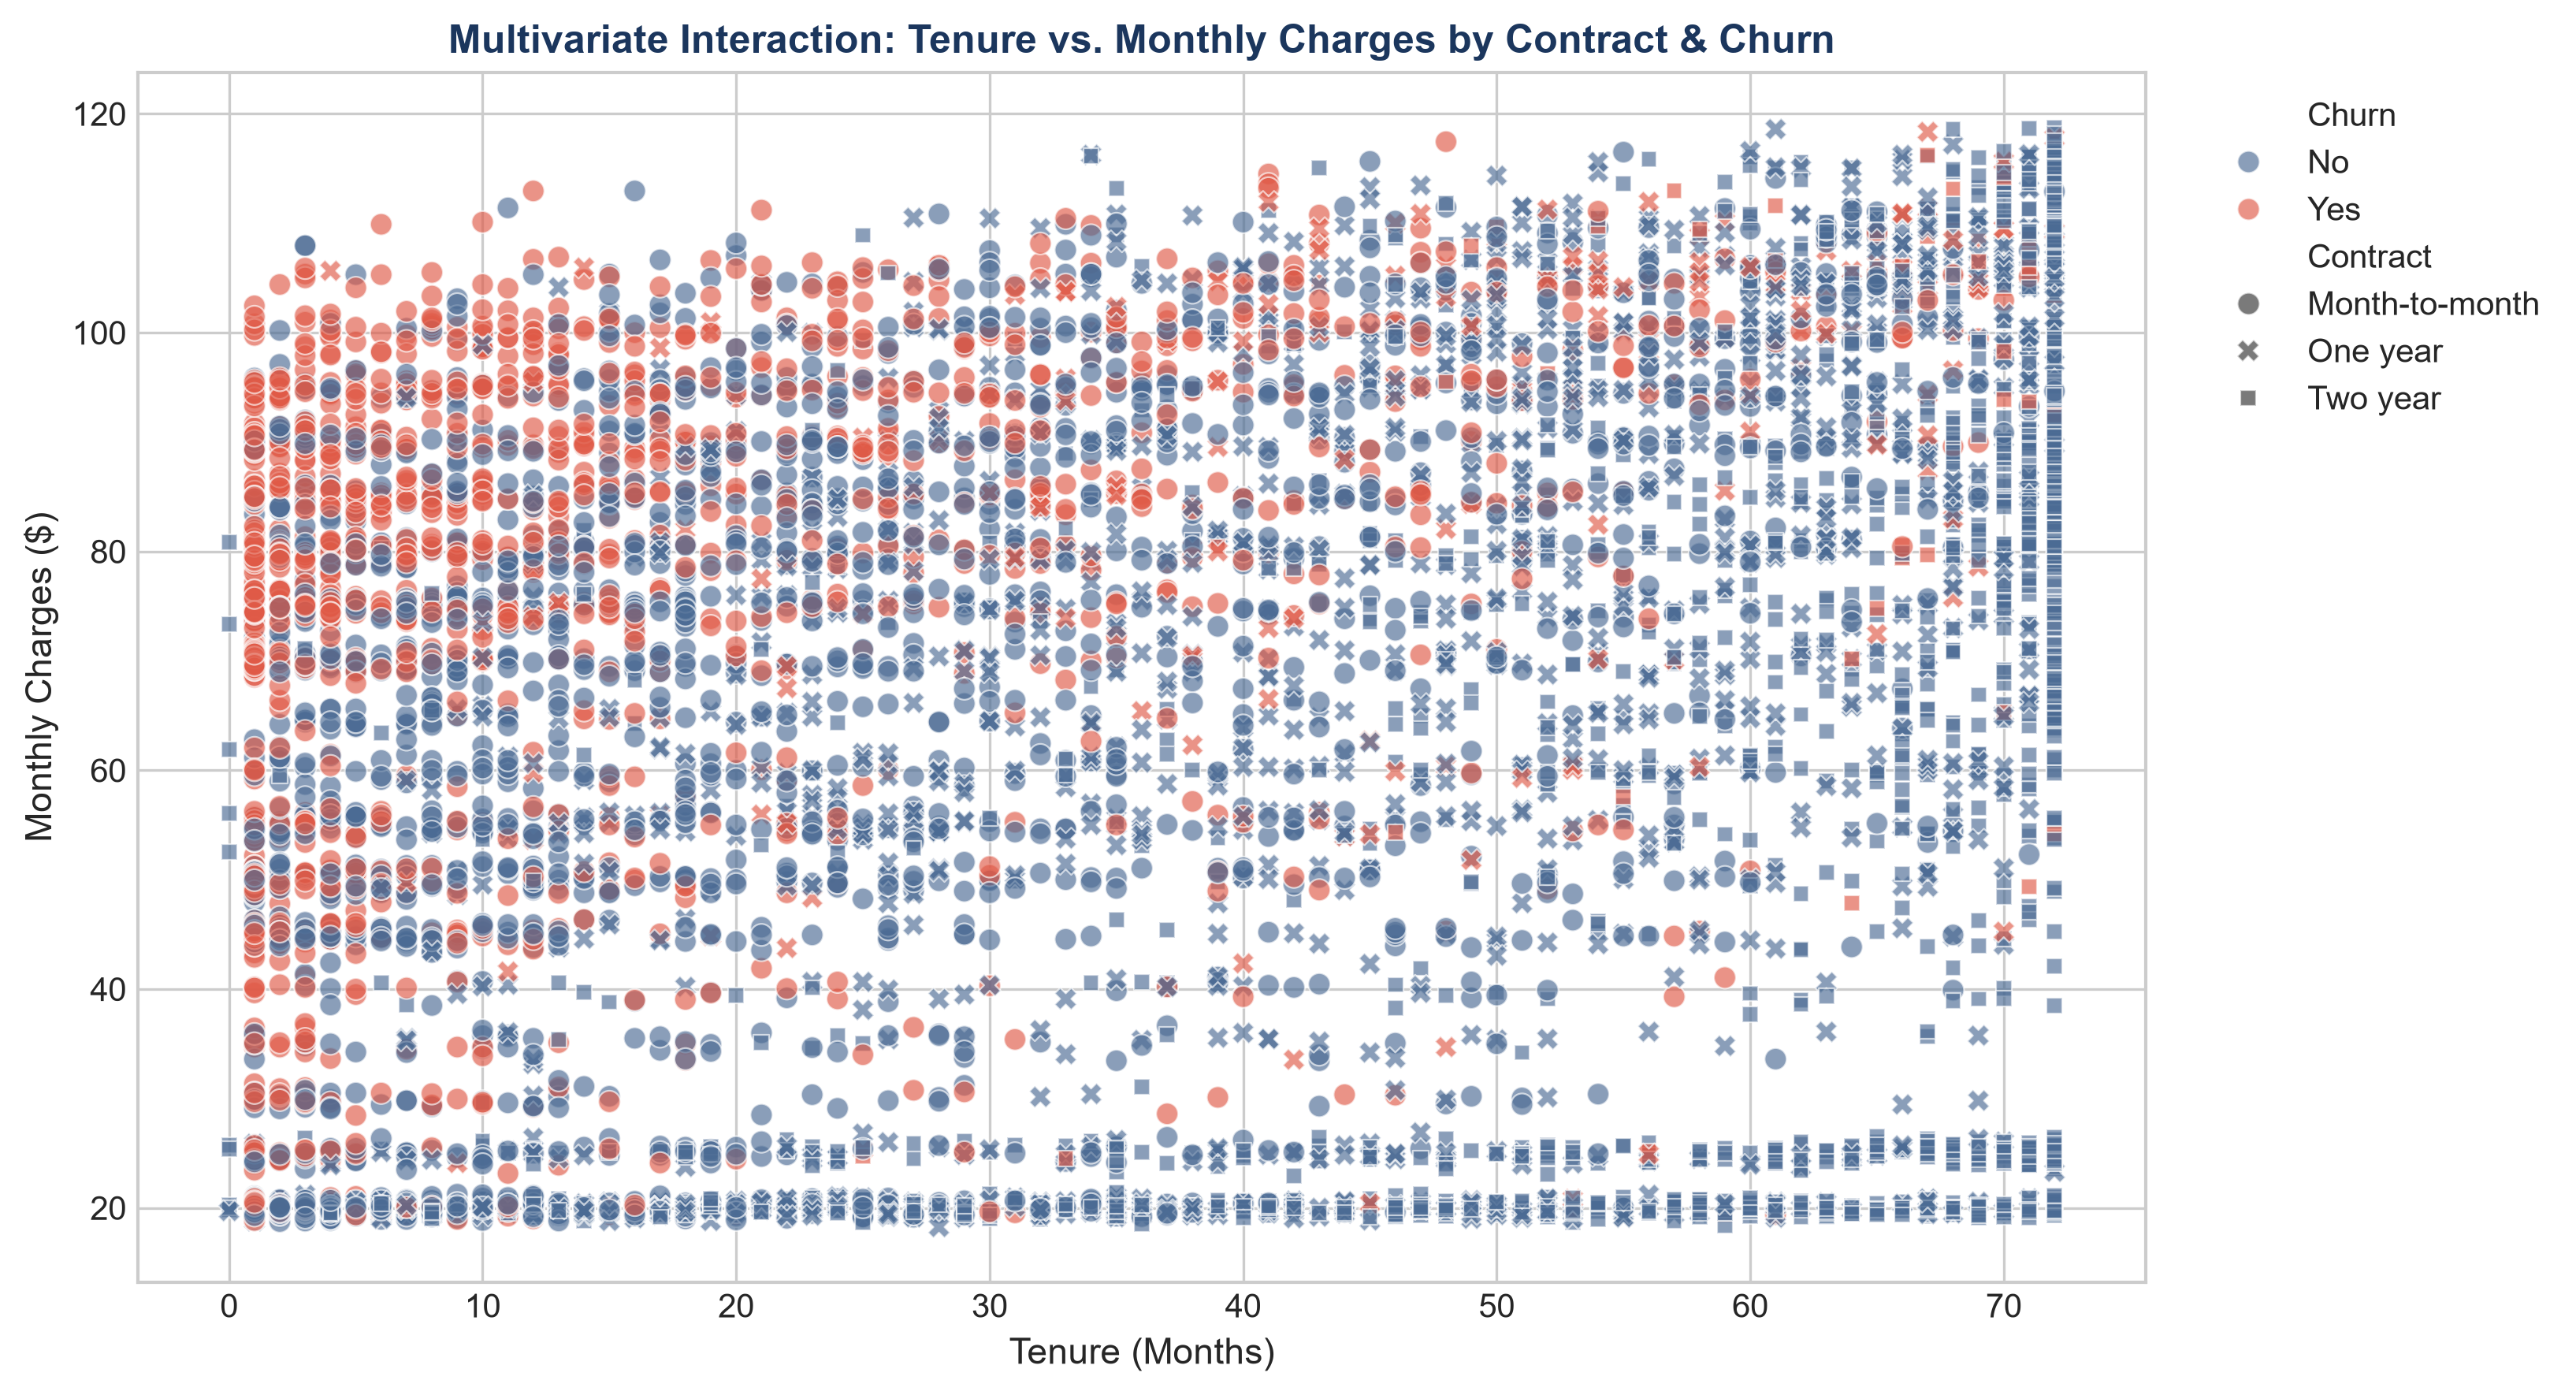 Multivariate Interaction: Tenure vs. Monthly Charges by Contract & Churn
120
100
80
60
40
20
Monthly Charges ($)
0 10 20 30 40 50 60 70
Tenure (Months)
Churn
No
Yes
Contract
Month-to-month
One year
Two year